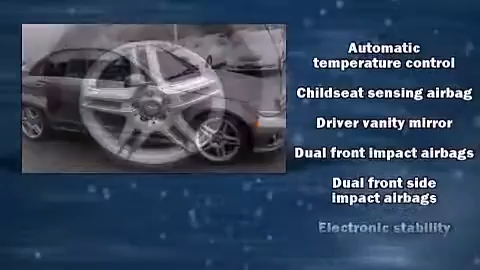 Automatic
temperature control
Childseat sensing airbag
Driver vanity mirror
Dual front impact airbags
Dual front side
impact airbags
Electronic stability